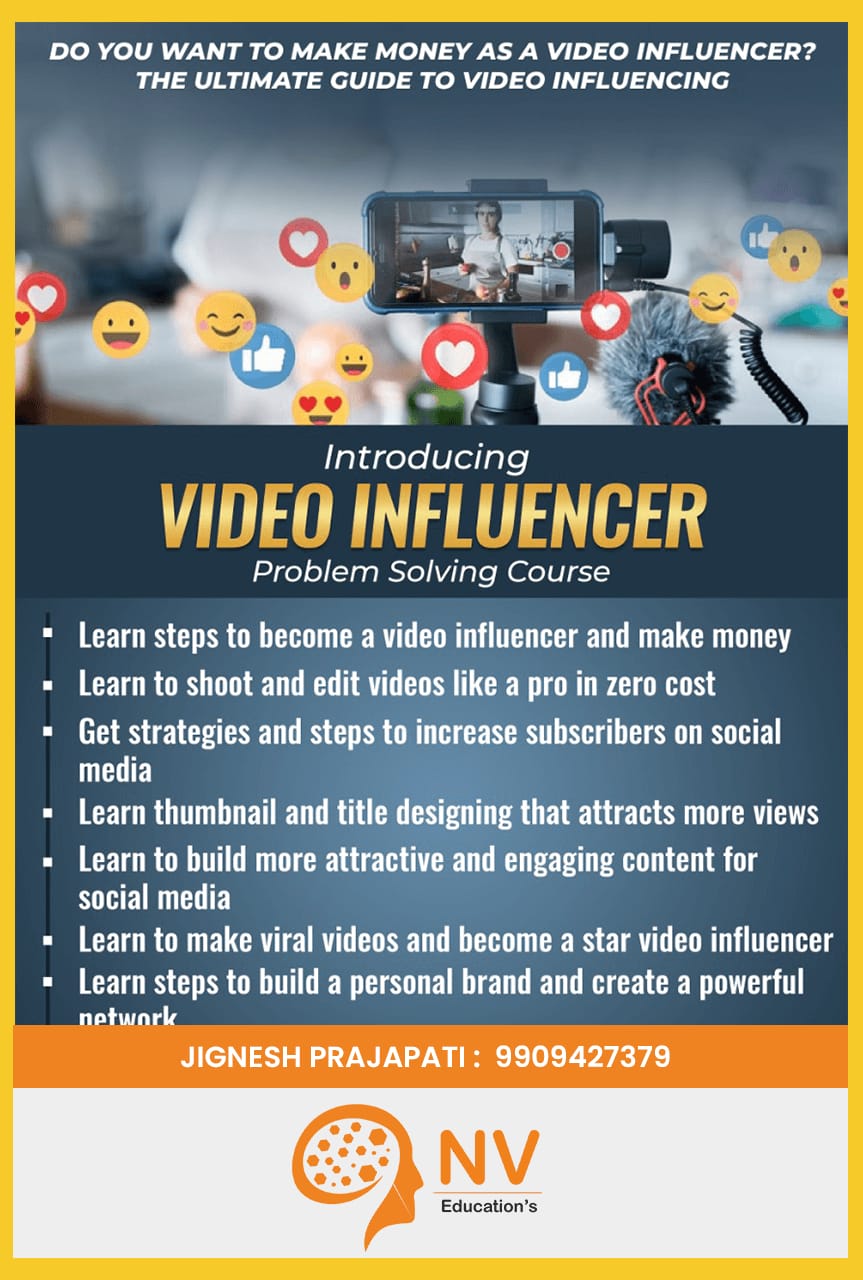 DO YOU WANT TO MAKE MONEY AS A VIDEO INFLUENCER?
THE ULTIMATE GUIDE TO VIDEO INFLUENCING
Introducing
VIDEO INFLUENCER
Problem Solving Course
▪ Learn steps to become a video influencer and make money
▪ Learn to shoot and edit videos like a pro in zero cost
▪ Get strategies and steps to increase subscribers on social
media
▪ Learn thumbnail and title designing that attracts more views
▪ Learn to build more attractive and engaging content for
social media
▪ Learn to make viral videos and become a star video influencer
▪ Learn steps to build a personal brand and create a powerful
network
JIGNESH PRAJAPATI : 9909427379
NV
Education's